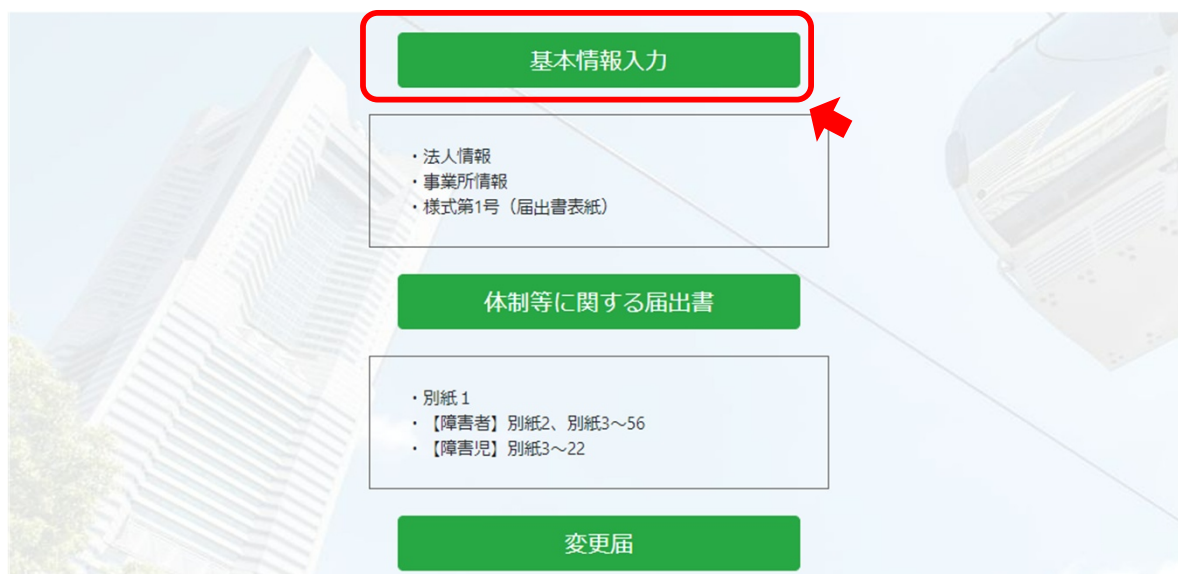 基本情報入力
・法人情報
・事業所情報
・様式第1号（届出書表紙）
体制等に関する届出書
・別紙１
・【障害者】別紙2、別紙3～56
・【障害児】別紙3～22
変更届